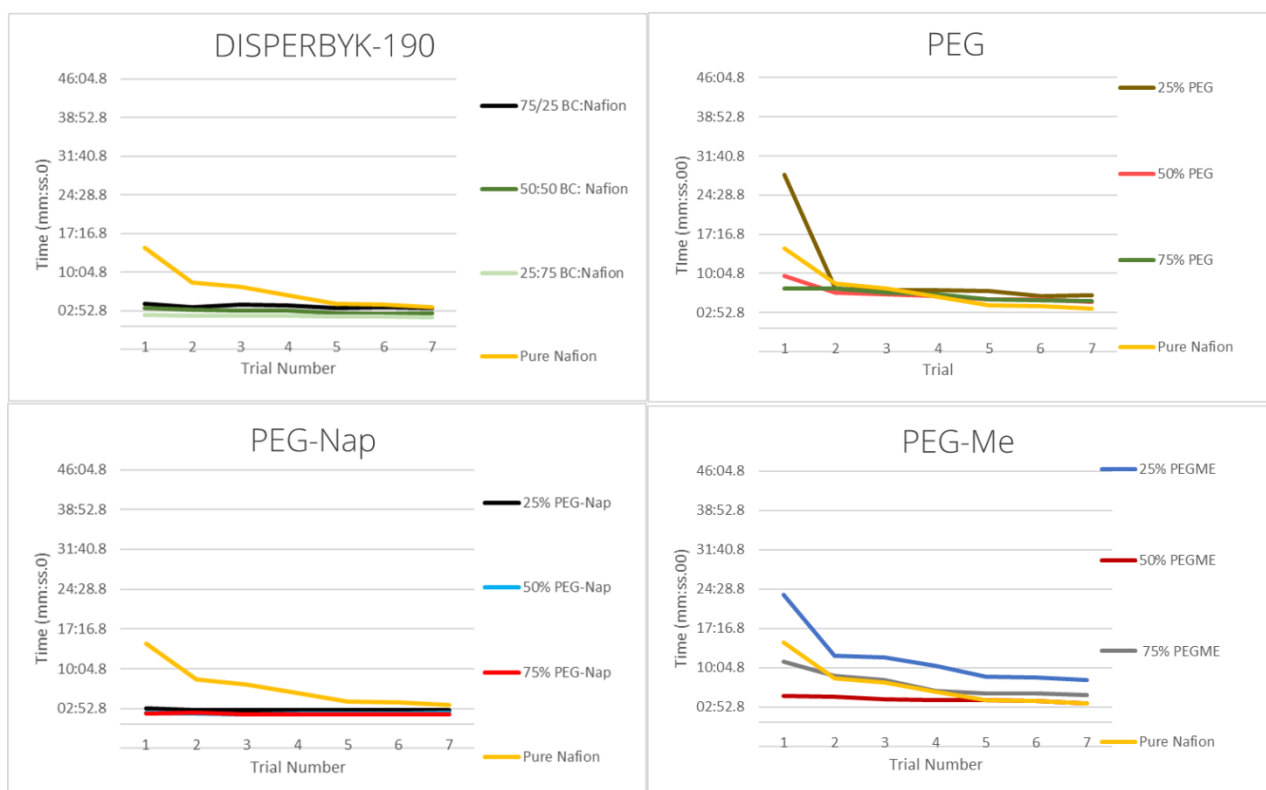 DISPERBYK-190
Time (mm:ss.0)
46:04.8
38:52.8
31:40.8
24:28.8
17:16.8
10:04.8
02:52.8
1 2 3 4 5 6 7
Trial Number
75/25 BC:Nafion
50:50 BC: Nafion
25:75 BC:Nafion
Pure Nafion
PEG
TIme (mm:ss.00)
46:04.8
38:52.8
31:40.8
24:28.8
17:16.8
10:04.8
02:52.8
1 2 3 4 5 6 7
Trial
25% PEG
50% PEG
75% PEG
Pure Nafion
PEG-Nap
Time (mm:ss.0)
46:04.8
38:52.8
31:40.8
24:28.8
17:16.8
10:04.8
02:52.8
1 2 3 4 5 6 7
Trial Number
25% PEG-Nap
50% PEG-Nap
75% PEG-Nap
Pure Nafion
PEG-Me
Time (mm:ss.00)
46:04.8
38:52.8
31:40.8
24:28.8
17:16.8
10:04.8
02:52.8
1 2 3 4 5 6 7
Trial Number
25% PEGME
50% PEGME
75% PEGME
Pure Nafion